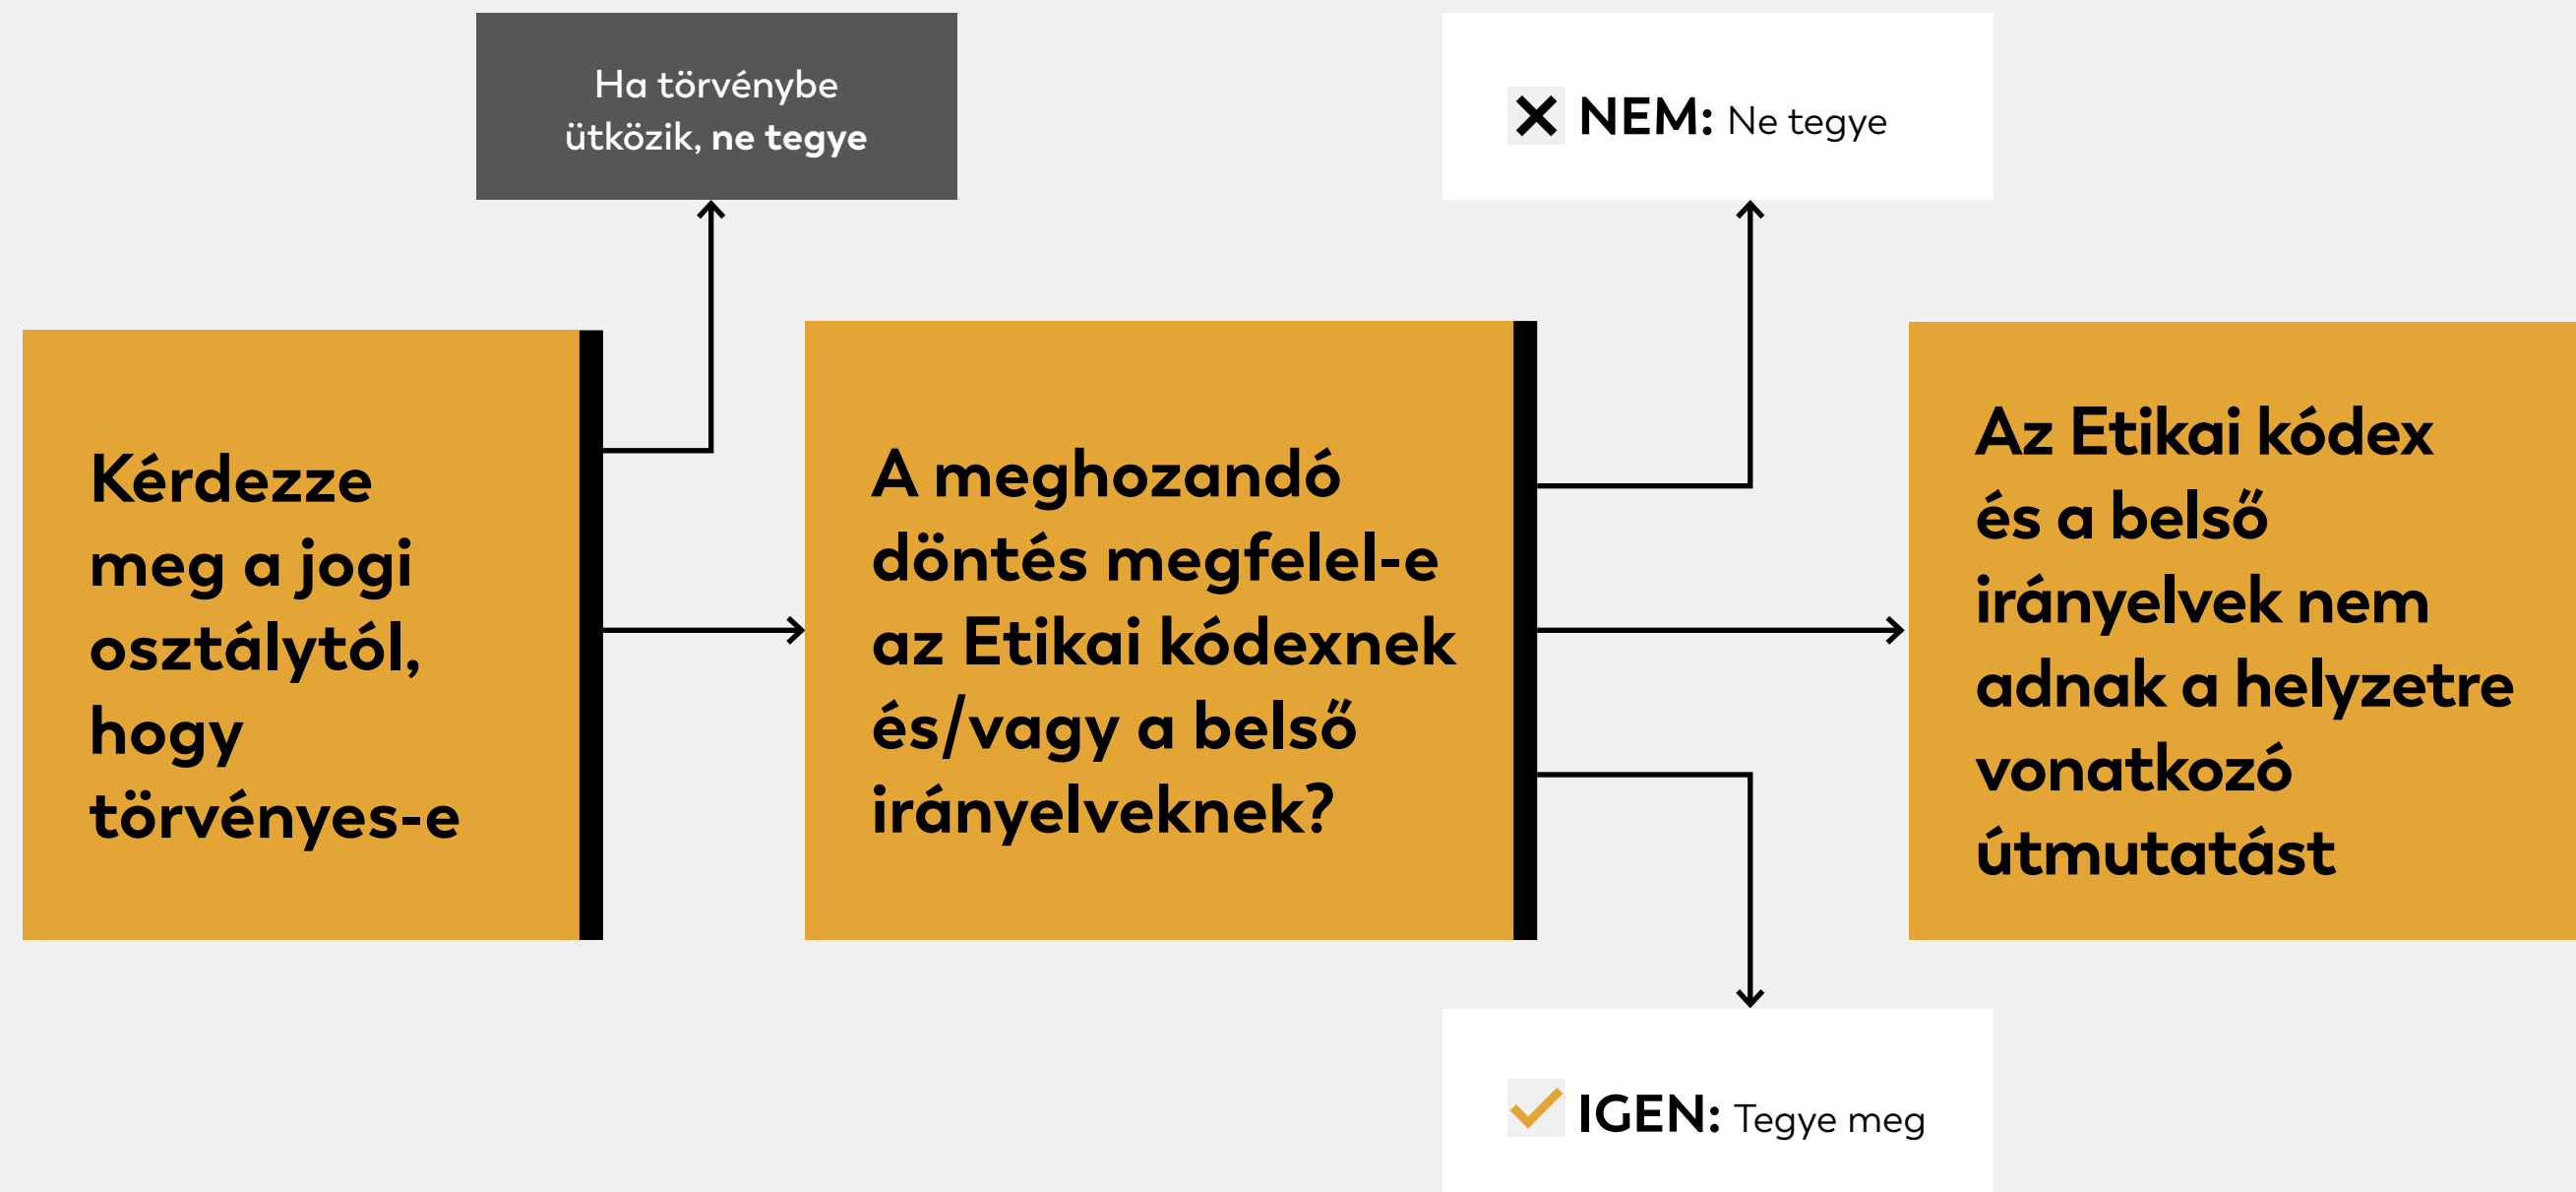 Ha törvénybe
ütközik, ne tegye
NEM: Ne tegye
Kérdezze
meg a jogi
osztálytól,
hogy
törvényes-e
A meghozandó
döntés megfelel-e
az Etikai kódexnek
és/vagy a belső
irányelveknek?
Az Etikai kódex
és a belső
irányelvek nem
adnak a helyzetre
vonatkozó
útmutatást
IGEN: Tegye meg